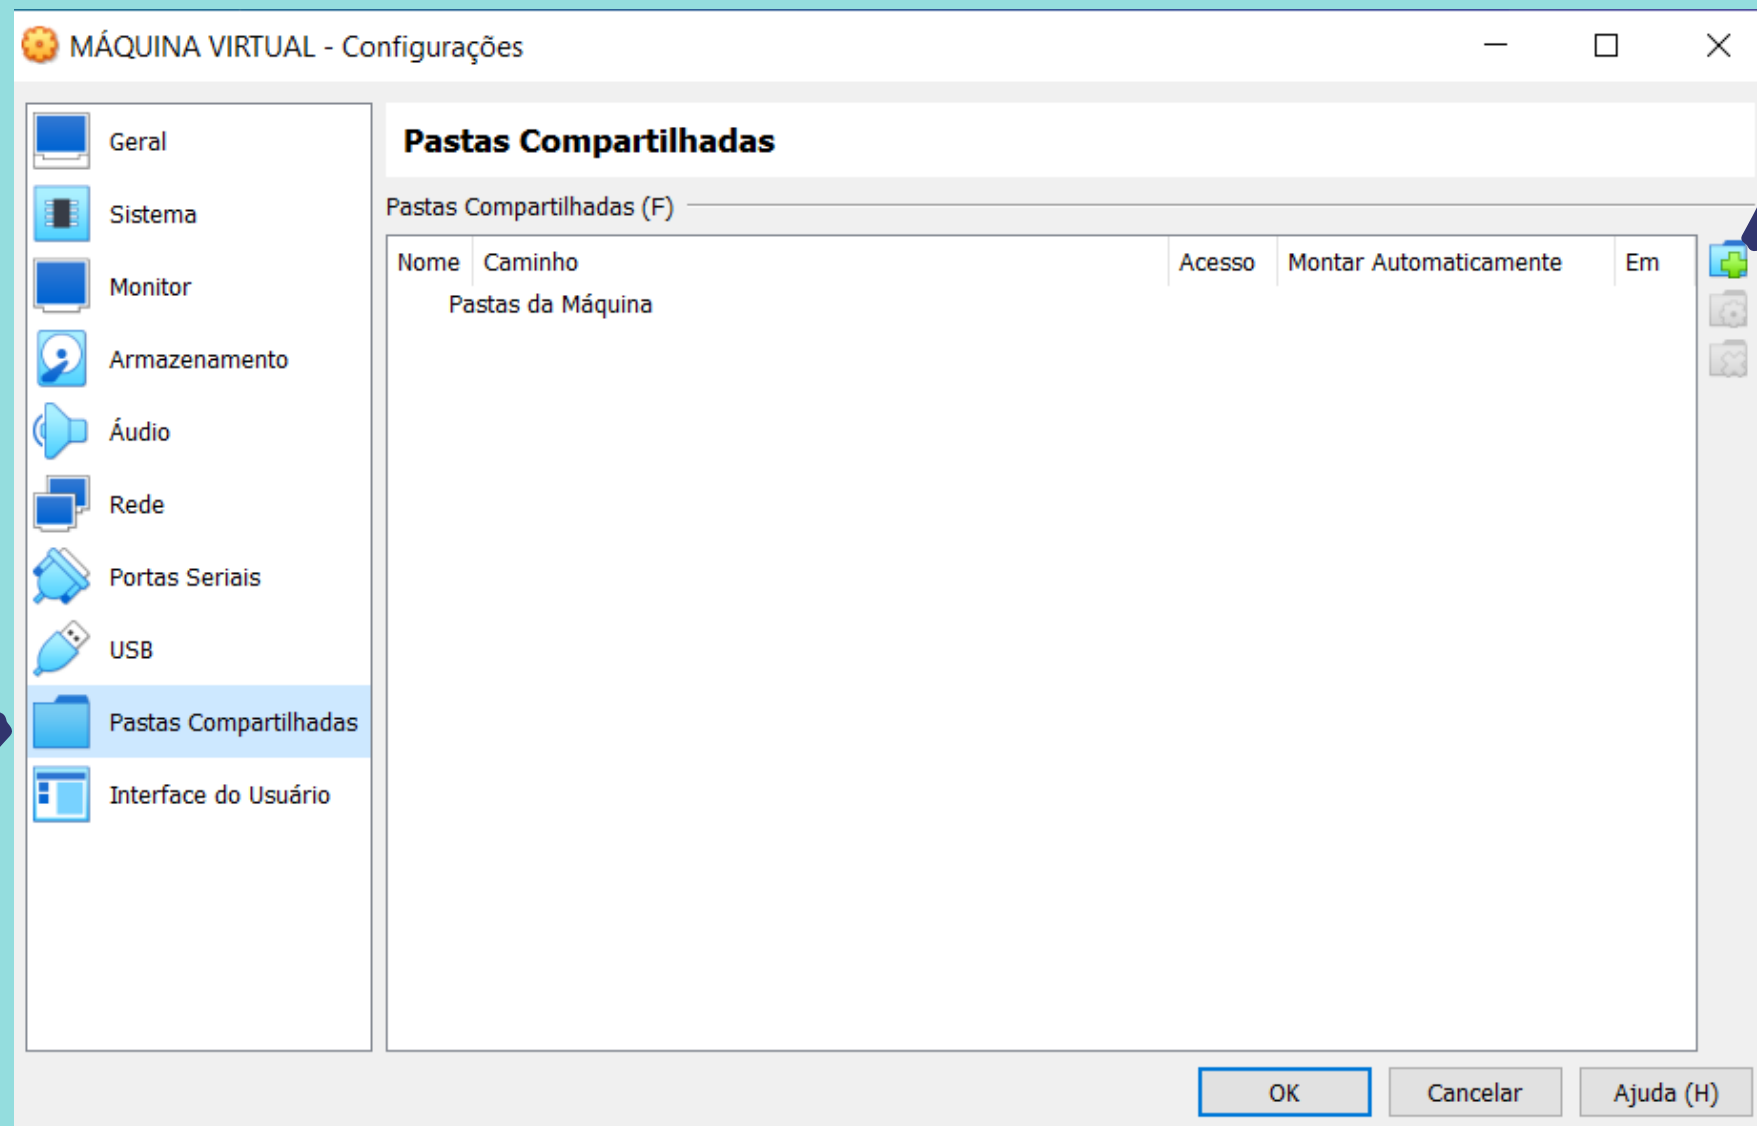 MÁQUINA VIRTUAL - Configurações
Geral
Sistema
Monitor
Armazenamento
Áudio
Rede
Portas Seriais
USB
Pastas Compartilhadas
Interface do Usuário
Pastas Compartilhadas
Pastas Compartilhadas (F)
Nome Caminho Acesso Montar Automaticamente Em
Pastas da Máquina
OK Cancelar Ajuda (H)